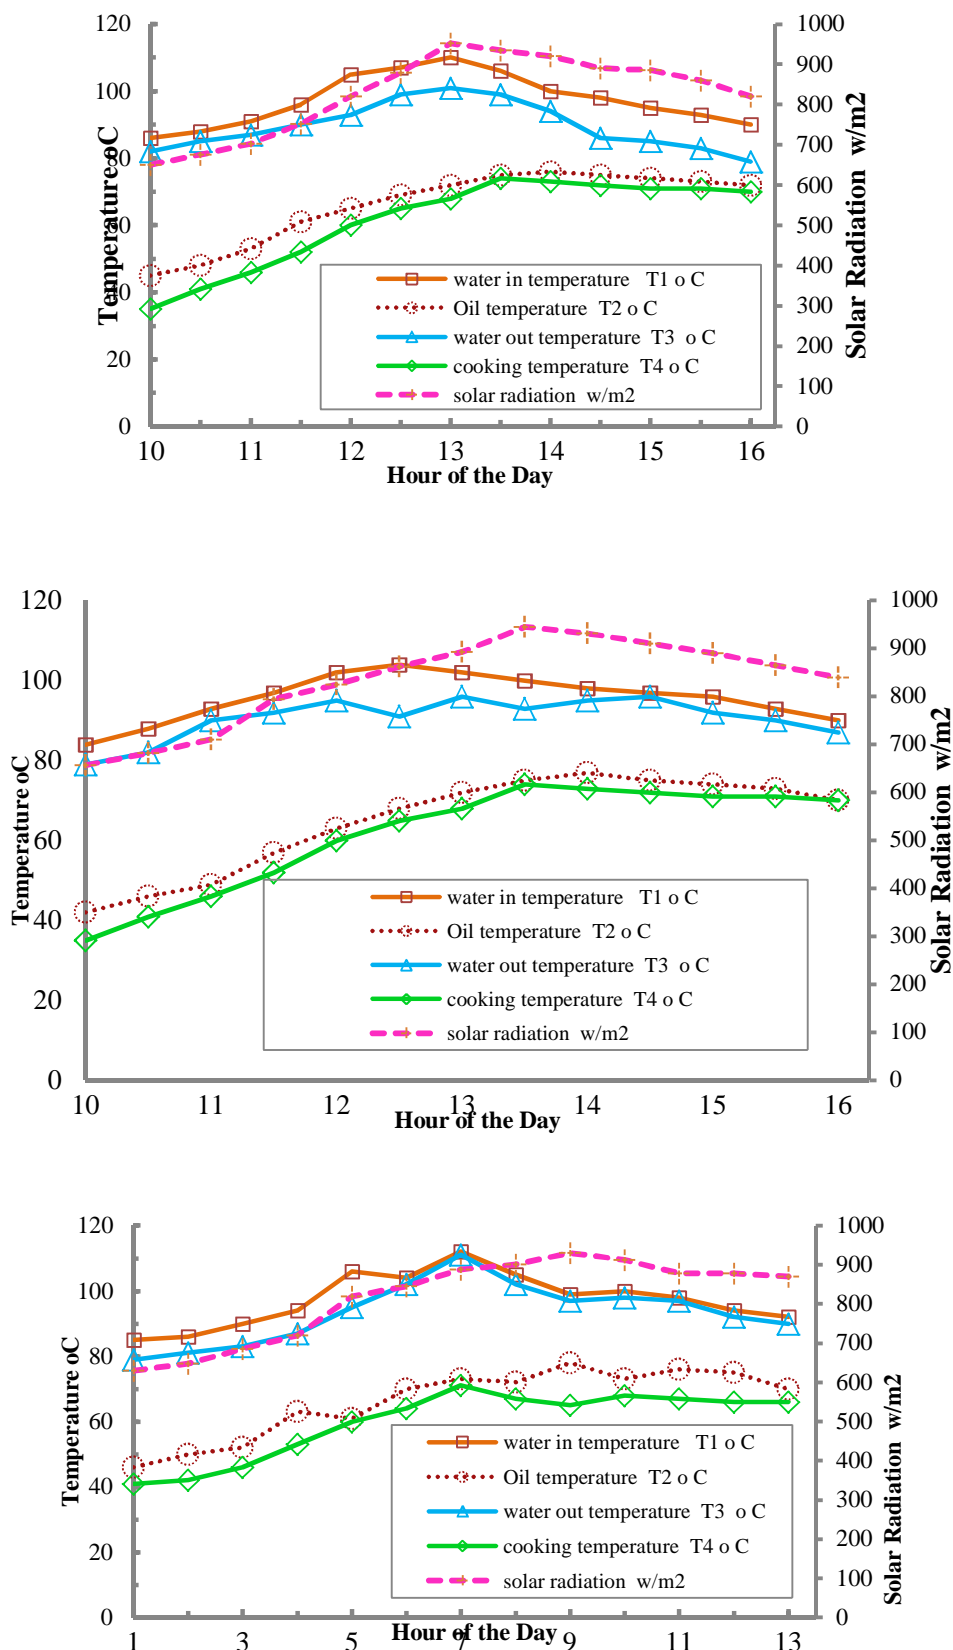 120
100
80
60
40
20
0
Temperature oC
1000
900
800
700
600
500
400
300
200
100
0
Solar Radiation w/m2
water in temperature T1 o C
Oil temperature T2 o C
water out temperature T3 o C
cooking temperature T4 o C
solar radiation w/m2
10 11 12 13 14 15 16
Hour of the Day
120
100
80
60
40
20
0
Temperature oC
1000
900
800
700
600
500
400
300
200
100
0
Solar Radiation w/m2
water in temperature T1 o C
Oil temperature T2 o C
water out temperature T3 o C
cooking temperature T4 o C
solar radiation w/m2
10 11 12 13 14 15 16
Hour of the Day
120
100
80
60
40
20
0
Temperature oC
1000
900
800
700
600
500
400
300
200
100
0
Solar Radiation w/m2
water in temperature T1 o C
Oil temperature T2 o C
water out temperature T3 o C
cooking temperature T4 o C
solar radiation w/m2
1 3 5 7 9 11 13
Hour of the Day